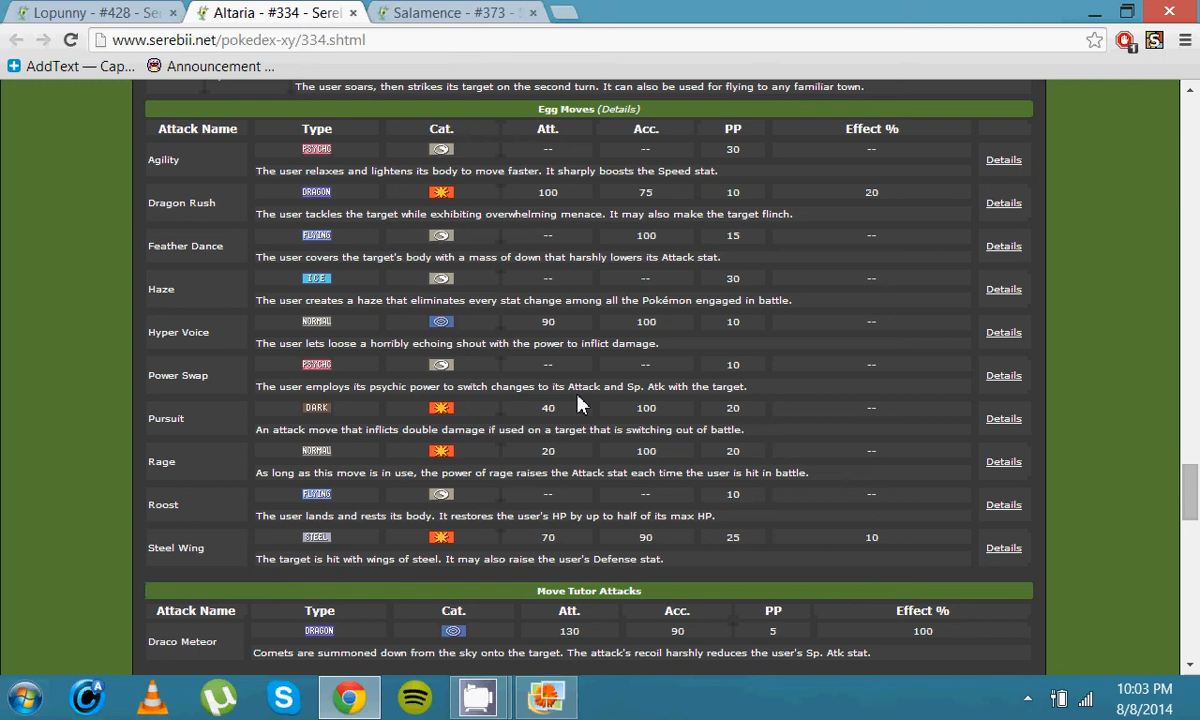 Lopunny - #428 - Se
Altaria - #334 - Serebii
Salamence - #373 - S
www.serebii.net/pokedex-xy/334.shtml
AddText — Cap...
Announcement ...
The user soars, then strikes its target on the second turn. It can also be used for flying to any familiar town.
Egg Moves (Details)
Attack Name Type Cat. Att. Acc. PP Effect %
Agility PSYCHC -- -- 30 -- Details
The user relaxes and lightens its body to move faster. It sharply boosts the Speed stat.
Dragon Rush DRAGON 100 75 10 20 Details
The user tackles the target while exhibiting overwhelming menace. It may also make the target flinch.
Feather Dance FLYING -- 100 15 -- Details
The user covers the target's body with a mass of down that harshly lowers its Attack stat.
Haze ICE -- -- 30 -- Details
The user creates a haze that eliminates every stat change among all the Pokémon engaged in battle.
Hyper Voice NORMAL 90 100 10 -- Details
The user lets loose a horribly echoing shout with the power to inflict damage.
Power Swap PSYCHC -- -- 10 -- Details
The user employs its psychic power to switch changes to its Attack and Sp. Atk with the target.
Pursuit DARK 40 100 20 -- Details
An attack move that inflicts double damage if used on a target that is switching out of battle.
Rage NORMAL 20 100 20 -- Details
As long as this move is in use, the power of rage raises the Attack stat each time the user is hit in battle.
Roost FLYING -- -- 10 -- Details
The user lands and rests its body. It restores the user's HP by up to half of its max HP.
Steel Wing STEEL 70 90 25 10 Details
The target is hit with wings of steel. It may also raise the user's Defense stat.
Move Tutor Attacks
Attack Name Type Cat. Att. Acc. PP Effect %
Draco Meteor DRAGON 130 90 5 100
Comets are summoned down from the sky onto the target. The attack's recoil harshly reduces the user's Sp. Atk stat.
10:03 PM
8/8/2014